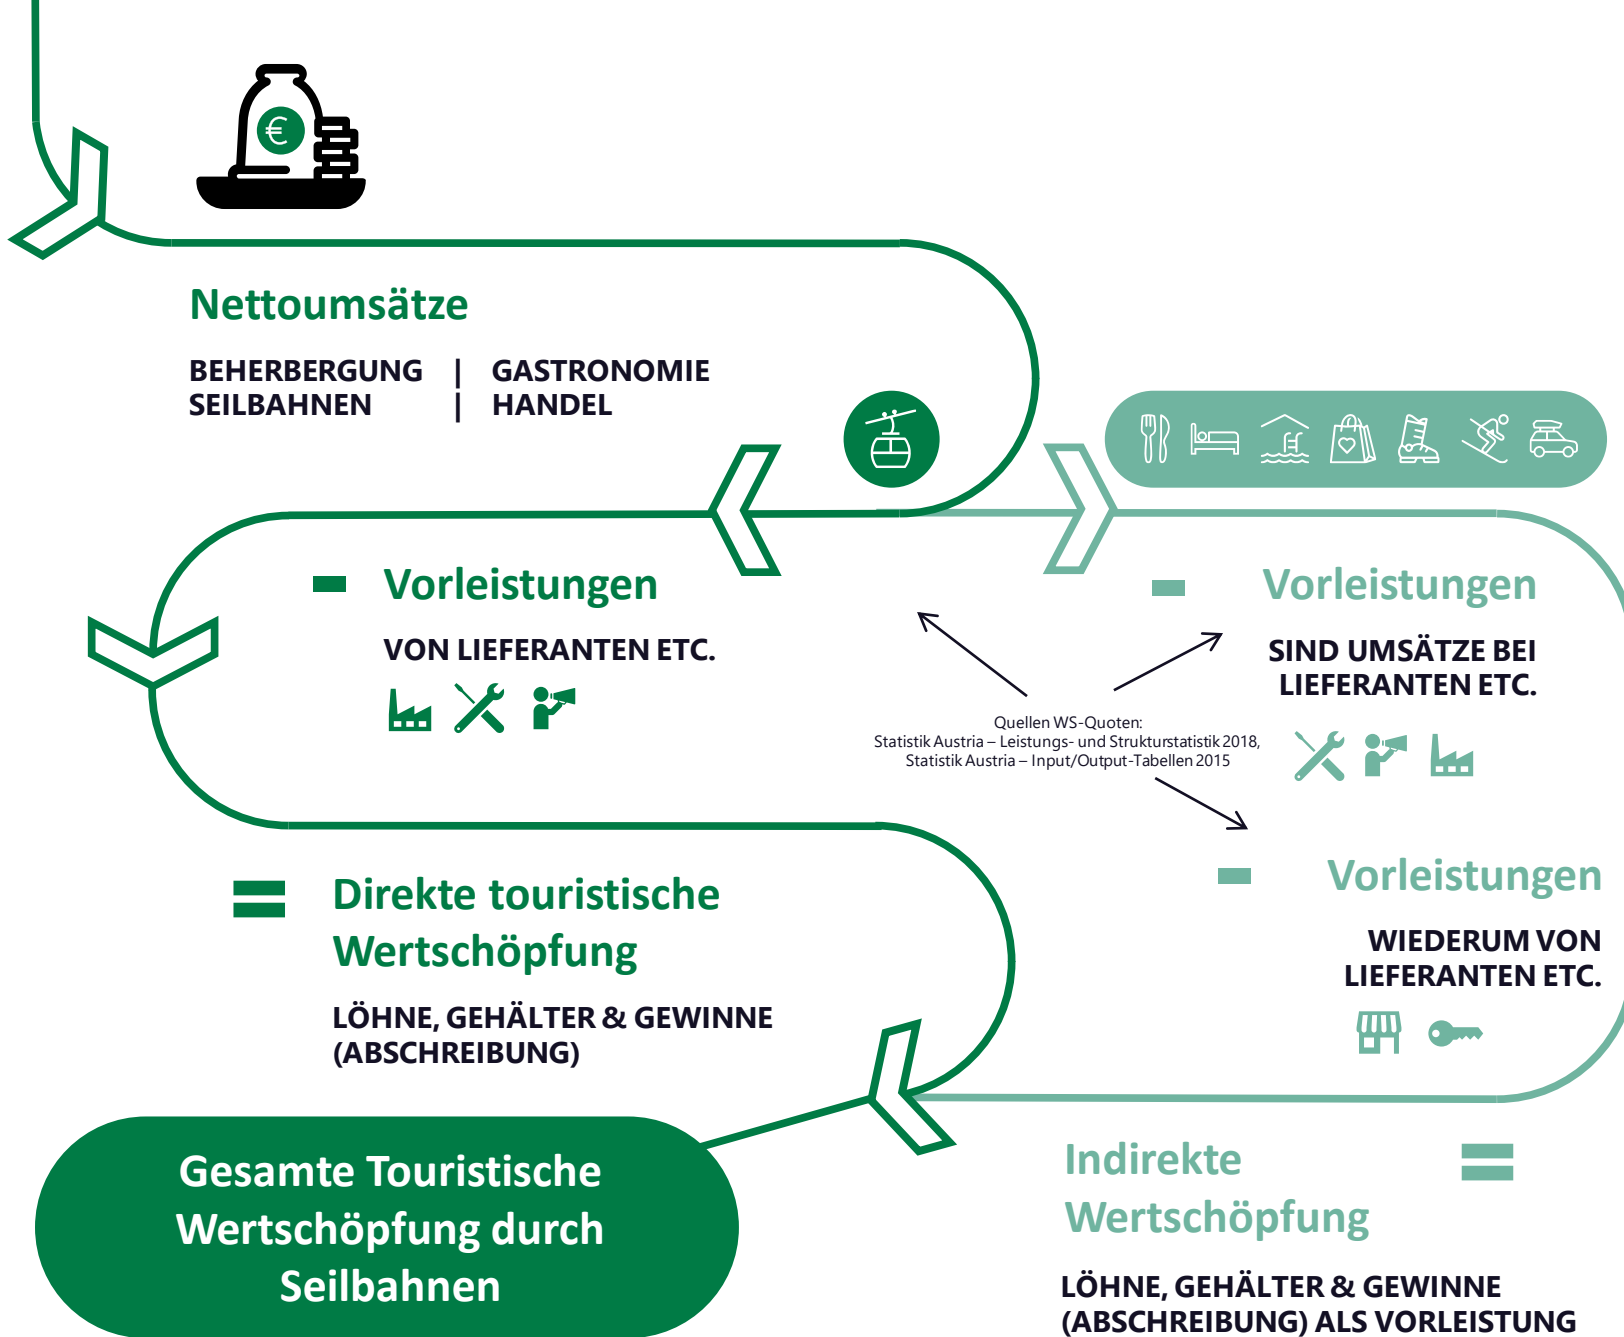 €
Nettoumsätze
BEHERBERGUNG | GASTRONOMIE
SEILBAHNEN | HANDEL
Vorleistungen
VON LIEFERANTEN ETC.
Vorleistungen
SIND UMSÄTZE BEI
LIEFERANTEN ETC.
Quellen WS-Quoten:
Statistik Austria – Leistungs- und Strukturstatistik 2018,
Statistik Austria – Input/Output-Tabellen 2015
Vorleistungen
WIEDERUM VON
LIEFERANTEN ETC.
Direkte touristische
Wertschöpfung
LÖHNE, GEHÄLTER & GEWINNE
(ABSCHREIBUNG)
Gesamte Touristische
Wertschöpfung durch
Seilbahnen
Indirekte
Wertschöpfung
LÖHNE, GEHÄLTER & GEWINNE
(ABSCHREIBUNG) ALS VORLEISTUNG